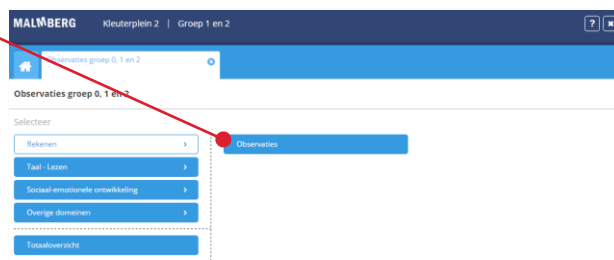 MALMBERG Kleuterplein 2 | Groep 1 en 2 ?
Observaties groep 0, 1 en 2
Observaties groep 0, 1 en 2
Selecteer
Rekenen
Observaties
Taal - Lezen
Sociaal-emotionele ontwikkeling
Overige domeinen
Totaaloverzicht